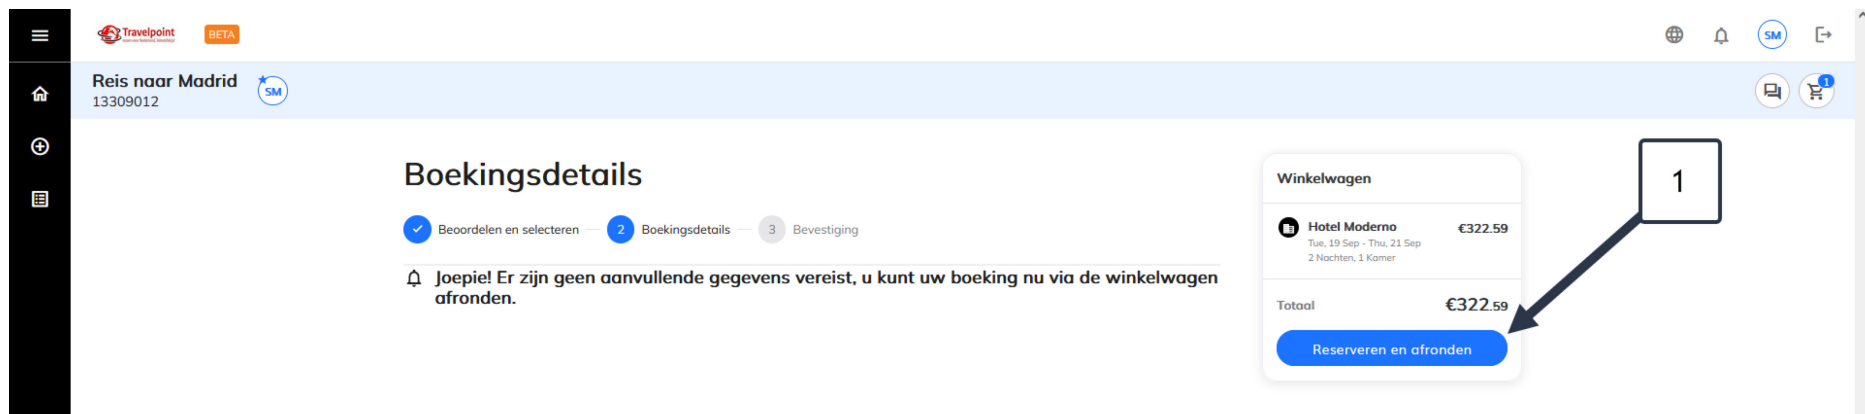 Travelpoint
BETA
SM
Reis naar Madrid
13309012
SM
1
Boekingsdetails
Beoordelen en selecteren
2 Boekingsdetails
3 Bevestiging
Joepie! Er zijn geen aanvullende gegevens vereist, u kunt uw boeking nu via de winkelwagen
afronden.
Winkelwagen
Hotel Moderno €322.59
Tue, 19 Sep - Thu, 21 Sep
2 Nachten, 1 Kamer
Totaal €322.59
Reserveren en afronden
1